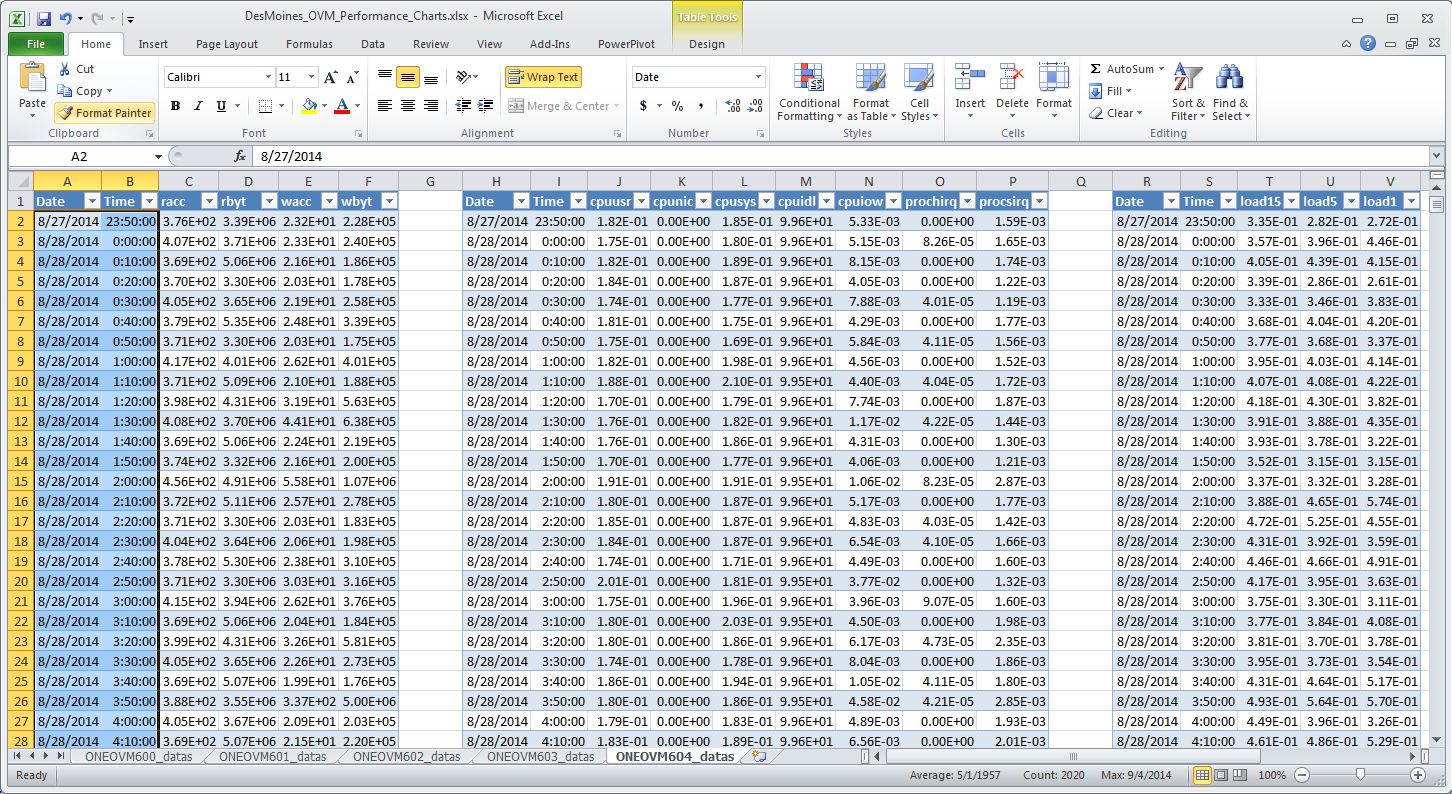 DesMoines_OVM_Performance_Charts.xlsx - Microsoft Excel
Table Tools
File Home Insert Page Layout Formulas Data Review View Add-Ins PowerPivot Design
Paste Cut Copy Format Painter
Calibri 11 Wrap Text Merge & Center Date
Conditional Formatting Format as Table Cell Styles Insert Delete Format AutoSum Fill Clear Sort & Filter Find & Select
Clipboard Font Alignment Number Styles Cells Editing
A2 fx 8/27/2014
A B C D E F G H I J K L M N O P Q R S T U V
1 Date Time racc rbyt wacc wbyt Date Time cpuusr cpunic cpusys cpuidl cpuiow prochirq procsirq Date Time load15 load5 load1
2 8/27/2014 23:50:00 3.76E+02 3.39E+06 2.32E+01 2.28E+05 8/27/2014 23:50:00 1.82E-01 0.00E+00 1.85E-01 9.96E+01 5.33E-03 0.00E+00 1.59E-03 8/27/2014 23:50:00 3.35E-01 2.82E-01 2.72E-01
3 8/28/2014 0:00:00 4.07E+02 3.71E+06 2.33E+01 2.40E+05 8/28/2014 0:00:00 1.75E-01 0.00E+00 1.80E-01 9.96E+01 5.15E-03 8.26E-05 1.65E-03 8/28/2014 0:00:00 3.57E-01 3.96E-01 4.46E-01
4 8/28/2014 0:10:00 3.69E+02 5.06E+06 2.16E+01 1.86E+05 8/28/2014 0:10:00 1.82E-01 0.00E+00 1.89E-01 9.96E+01 8.15E-03 0.00E+00 1.74E-03 8/28/2014 0:10:00 4.05E-01 4.39E-01 4.15E-01
5 8/28/2014 0:20:00 3.70E+02 3.30E+06 2.03E+01 1.78E+05 8/28/2014 0:20:00 1.84E-01 0.00E+00 1.87E-01 9.96E+01 4.05E-03 0.00E+00 1.22E-03 8/28/2014 0:20:00 3.39E-01 2.86E-01 2.61E-01
6 8/28/2014 0:30:00 4.05E+02 3.65E+06 2.19E+01 2.58E+05 8/28/2014 0:30:00 1.74E-01 0.00E+00 1.77E-01 9.96E+01 7.88E-03 4.01E-05 1.19E-03 8/28/2014 0:30:00 3.33E-01 3.46E-01 3.83E-01
7 8/28/2014 0:40:00 3.79E+02 5.35E+06 2.48E+01 3.39E+05 8/28/2014 0:40:00 1.81E-01 0.00E+00 1.75E-01 9.96E+01 4.29E-03 0.00E+00 1.77E-03 8/28/2014 0:40:00 3.68E-01 4.04E-01 4.20E-01
8 8/28/2014 0:50:00 3.71E+02 3.30E+06 2.03E+01 1.75E+05 8/28/2014 0:50:00 1.75E-01 0.00E+00 1.69E-01 9.96E+01 5.84E-03 4.11E-05 1.56E-03 8/28/2014 0:50:00 3.77E-01 3.68E-01 3.37E-01
9 8/28/2014 1:00:00 4.17E+02 4.01E+06 2.62E+01 4.01E+05 8/28/2014 1:00:00 1.82E-01 0.00E+00 1.98E-01 9.96E+01 4.56E-03 0.00E+00 1.52E-03 8/28/2014 1:00:00 3.95E-01 4.03E-01 4.14E-01
10 8/28/2014 1:10:00 3.71E+02 5.09E+06 2.10E+01 1.88E+05 8/28/2014 1:10:00 1.88E-01 0.00E+00 2.10E-01 9.95E+01 4.40E-03 4.04E-05 1.72E-03 8/28/2014 1:10:00 4.07E-01 4.08E-01 4.22E-01
11 8/28/2014 1:20:00 3.98E+02 4.31E+06 3.19E+01 5.63E+05 8/28/2014 1:20:00 1.70E-01 0.00E+00 1.79E-01 9.96E+01 7.74E-03 0.00E+00 1.87E-03 8/28/2014 1:20:00 4.18E-01 4.30E-01 3.82E-01
12 8/28/2014 1:30:00 4.08E+02 3.70E+06 4.41E+01 6.38E+05 8/28/2014 1:30:00 1.76E-01 0.00E+00 1.82E-01 9.96E+01 1.17E-02 4.22E-05 1.44E-03 8/28/2014 1:30:00 3.91E-01 3.88E-01 4.35E-01
13 8/28/2014 1:40:00 3.69E+02 5.06E+06 2.24E+01 2.19E+05 8/28/2014 1:40:00 1.76E-01 0.00E+00 1.86E-01 9.96E+01 4.31E-03 0.00E+00 1.30E-03 8/28/2014 1:40:00 3.93E-01 3.78E-01 3.22E-01
14 8/28/2014 1:50:00 3.74E+02 3.32E+06 2.16E+01 2.00E+05 8/28/2014 1:50:00 1.70E-01 0.00E+00 1.77E-01 9.96E+01 4.06E-03 0.00E+00 1.21E-03 8/28/2014 1:50:00 3.52E-01 3.15E-01 3.15E-01
15 8/28/2014 2:00:00 4.56E+02 4.91E+06 5.58E+01 1.07E+06 8/28/2014 2:00:00 1.91E-01 0.00E+00 1.91E-01 9.95E+01 1.06E-02 8.23E-05 2.87E-03 8/28/2014 2:00:00 3.37E-01 3.32E-01 3.28E-01
16 8/28/2014 2:10:00 3.72E+02 5.11E+06 2.57E+01 2.78E+05 8/28/2014 2:10:00 1.80E-01 0.00E+00 1.87E-01 9.96E+01 5.17E-03 0.00E+00 1.77E-03 8/28/2014 2:10:00 3.88E-01 4.65E-01 5.74E-01
17 8/28/2014 2:20:00 3.71E+02 3.30E+06 2.03E+01 1.83E+05 8/28/2014 2:20:00 1.85E-01 0.00E+00 1.87E-01 9.96E+01 4.83E-03 4.03E-05 1.42E-03 8/28/2014 2:20:00 4.72E-01 5.25E-01 4.55E-01
18 8/28/2014 2:30:00 4.04E+02 3.64E+06 2.06E+01 1.98E+05 8/28/2014 2:30:00 1.84E-01 0.00E+00 1.87E-01 9.96E+01 6.54E-03 4.10E-05 1.66E-03 8/28/2014 2:30:00 4.31E-01 3.92E-01 3.59E-01
19 8/28/2014 2:40:00 3.78E+02 5.30E+06 2.38E+01 3.10E+05 8/28/2014 2:40:00 1.74E-01 0.00E+00 1.71E-01 9.96E+01 4.49E-03 0.00E+00 1.60E-03 8/28/2014 2:40:00 4.46E-01 4.66E-01 4.91E-01
20 8/28/2014 2:50:00 3.71E+02 3.30E+06 3.03E+01 3.16E+05 8/28/2014 2:50:00 2.01E-01 0.00E+00 1.81E-01 9.95E+01 3.77E-02 0.00E+00 1.32E-03 8/28/2014 2:50:00 4.17E-01 3.95E-01 3.63E-01
21 8/28/2014 3:00:00 4.15E+02 3.94E+06 2.62E+01 3.76E+05 8/28/2014 3:00:00 1.75E-01 0.00E+00 1.96E-01 9.96E+01 3.96E-03 9.07E-05 1.60E-03 8/28/2014 3:00:00 3.75E-01 3.30E-01 3.11E-01
22 8/28/2014 3:10:00 3.69E+02 5.06E+06 2.04E+01 1.84E+05 8/28/2014 3:10:00 1.80E-01 0.00E+00 2.03E-01 9.95E+01 4.50E-03 0.00E+00 1.98E-03 8/28/2014 3:10:00 3.77E-01 3.84E-01 4.08E-01
23 8/28/2014 3:20:00 3.99E+02 4.31E+06 3.26E+01 5.81E+05 8/28/2014 3:20:00 1.80E-01 0.00E+00 1.86E-01 9.96E+01 6.17E-03 4.73E-05 2.35E-03 8/28/2014 3:20:00 3.81E-01 3.70E-01 3.78E-01
24 8/28/2014 3:30:00 4.05E+02 3.65E+06 2.26E+01 2.73E+05 8/28/2014 3:30:00 1.74E-01 0.00E+00 1.78E-01 9.96E+01 8.04E-03 0.00E+00 1.86E-03 8/28/2014 3:30:00 3.95E-01 3.73E-01 3.54E-01
25 8/28/2014 3:40:00 3.69E+02 5.07E+06 1.99E+01 1.76E+05 8/28/2014 3:40:00 1.86E-01 0.00E+00 1.94E-01 9.96E+01 1.05E-02 4.11E-05 1.80E-03 8/28/2014 3:40:00 4.31E-01 4.64E-01 5.17E-01
26 8/28/2014 3:50:00 3.88E+02 3.55E+06 3.37E+02 5.00E+06 8/28/2014 3:50:00 1.80E-01 0.00E+00 1.86E-01 9.95E+01 4.58E-02 4.21E-05 2.85E-03 8/28/2014 3:50:00 4.93E-01 5.64E-01 5.70E-01
27 8/28/2014 4:00:00 4.05E+02 3.67E+06 2.09E+01 2.03E+05 8/28/2014 4:00:00 1.79E-01 0.00E+00 1.83E-01 9.96E+01 4.89E-03 0.00E+00 1.93E-03 8/28/2014 4:00:00 4.49E-01 3.96E-01 3.26E-01
28 8/28/2014 4:10:00 3.69E+02 5.07E+06 2.15E+01 2.20E+05 8/28/2014 4:10:00 1.83E-01 0.00E+00 1.89E-01 9.96E+01 6.56E-03 0.00E+00 2.01E-03 8/28/2014 4:10:00 4.61E-01 4.86E-01 5.29E-01
ONEOVM600_datas ONEOVM601_datas ONEOVM602_datas ONEOVM603_datas ONEOVM604_datas
Ready Average: 5/1/1957 Count: 2020 Max: 9/4/2014 100%